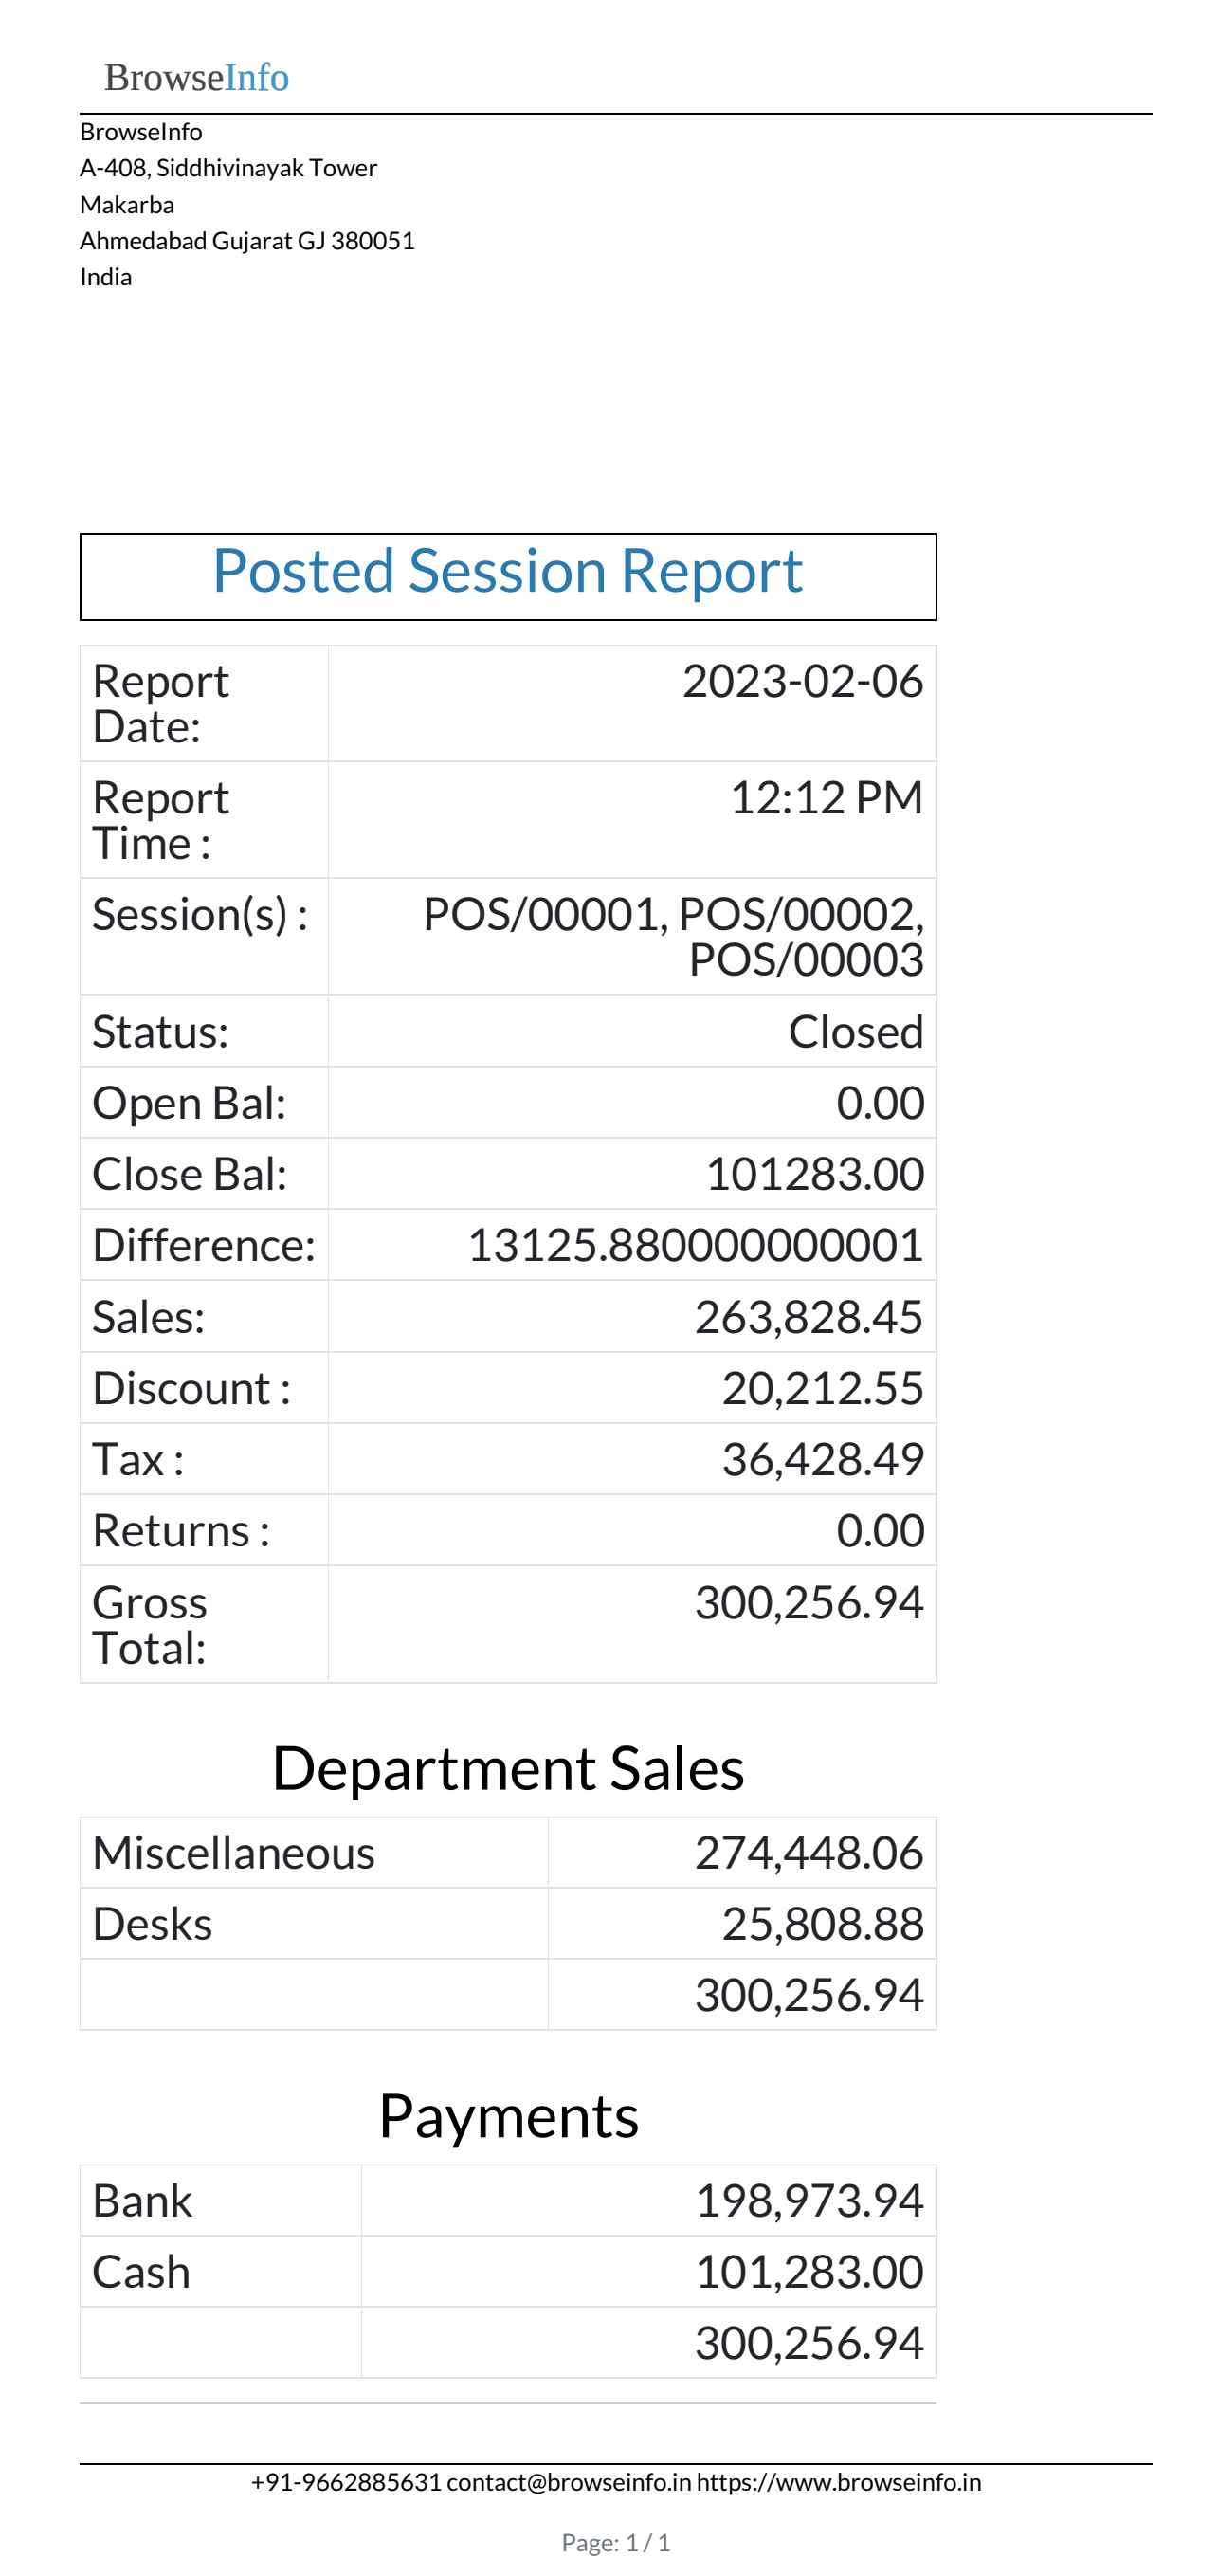 BrowseInfo
BrowseInfo
A-408, Siddhivinayak Tower
Makarba
Ahmedabad Gujarat GJ 380051
India
Posted Session Report
Report 2023-02-06
Date:
Report 12:12 PM
Time :
Session(s) : POS/00001, POS/00002,
POS/00003
Status: Closed
Open Bal: 0.00
Close Bal: 101283.00
Difference: 13125.880000000001
Sales: 263,828.45
Discount : 20,212.55
Tax : 36,428.49
Returns : 0.00
Gross 300,256.94
Total:
Department Sales
Miscellaneous 274,448.06
Desks 25,808.88
300,256.94
Payments
Bank 198,973.94
Cash 101,283.00
300,256.94
+91-9662885631 contact@browseinfo.in https://www.browseinfo.in
Page: 1 / 1